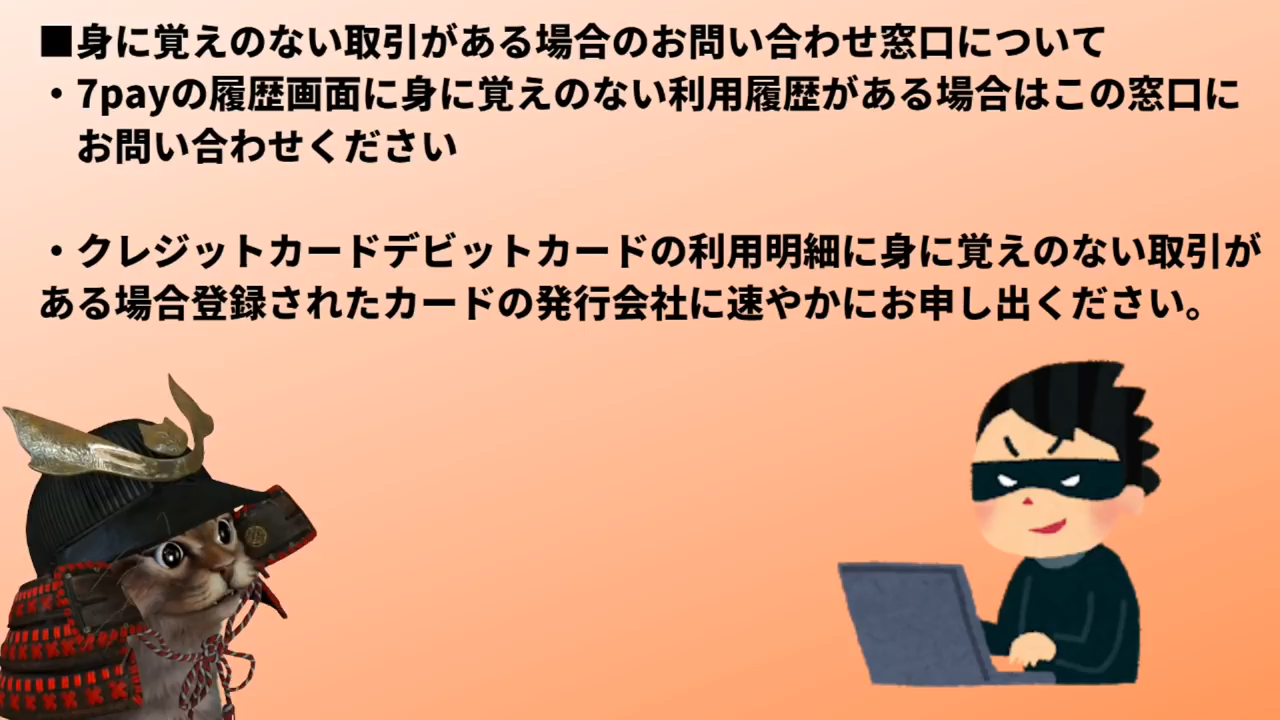 ■身に覚えのない取引がある場合のお問い合わせ窓口について
・7payの履歴画面に身に覚えのない利用履歴がある場合はこの窓口に
お問い合わせください
・クレジットカードデビットカードの利用明細に身に覚えのない取引が
ある場合登録されたカードの発行会社に速やかにお申し出ください。